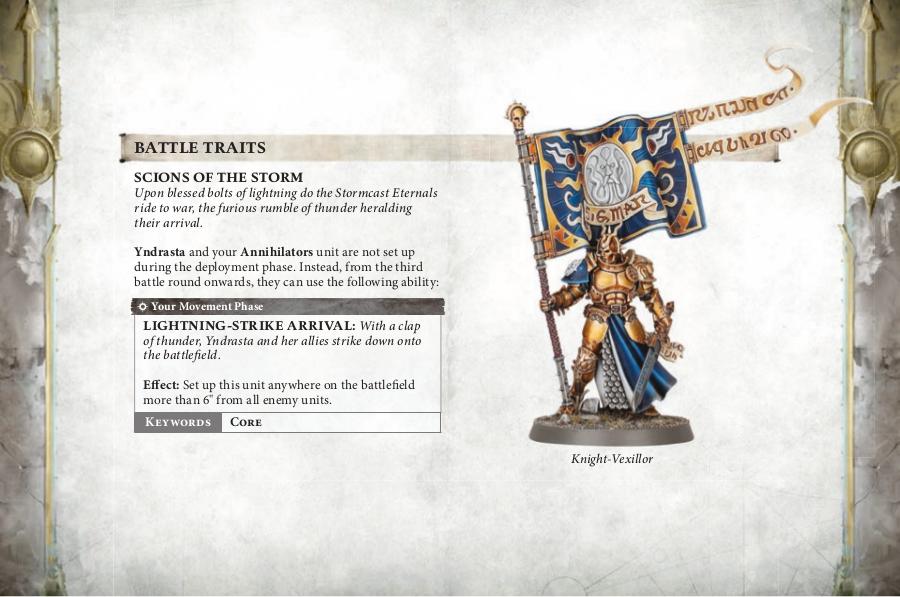 BATTLE TRAITS
SCIONS OF THE STORM
Upon blessed bolts of lightning do the Stormcast Eternals
ride to war, the furious rumble of thunder heralding
their arrival.
Yndrasta and your Annihilators unit are not set up
during the deployment phase. Instead, from the third
battle round onwards, they can use the following ability:
Your Movement Phase
LIGHTNING-STRIKE ARRIVAL: With a clap
of thunder, Yndrasta and her allies strike down onto
the battlefield.
Effect: Set up this unit anywhere on the battlefield
more than 6" from all enemy units.
KEYWORDS CORE
SIGMAR
Knight-Vexillor